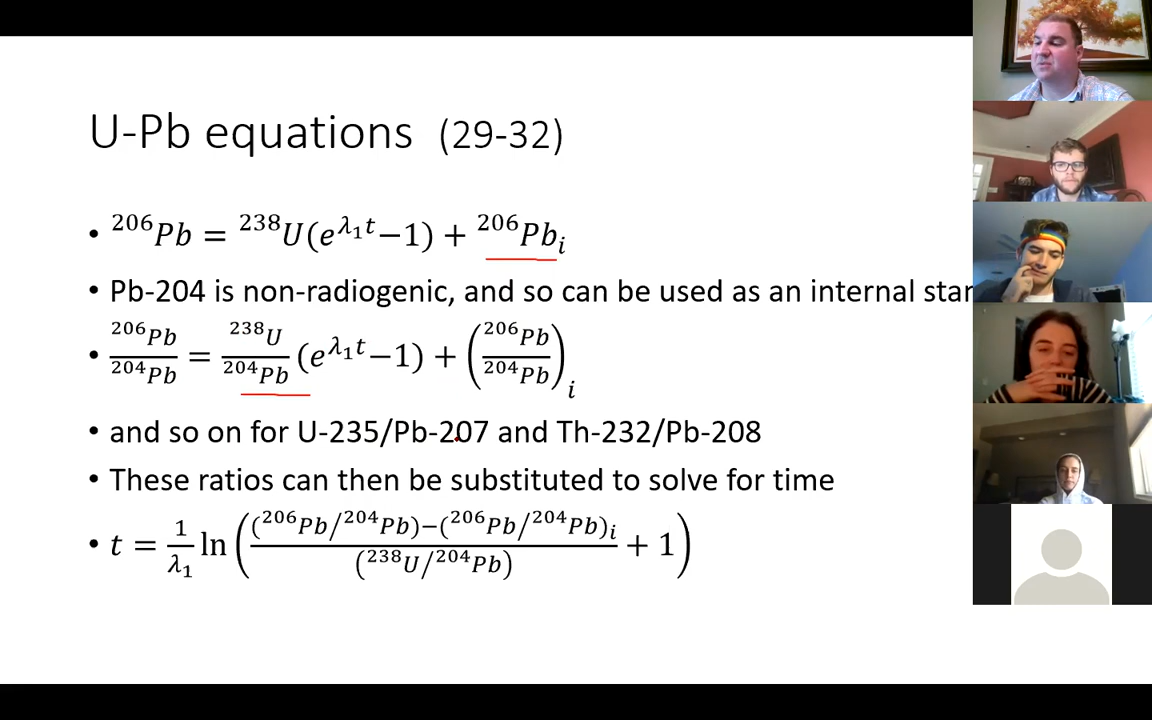 U-Pb equations (29-32)
• ²⁰⁶Pb = ²³⁸U(e^{λ₁t}−1) + ²⁰⁶Pbᵢ
• Pb-204 is non-radiogenic, and so can be used as an internal
• ²⁰⁶Pb/²⁰⁴Pb = ²³⁸U/²⁰⁴Pb (e^{λ₁t}−1) + (²⁰⁶Pb/²⁰⁴Pb)ᵢ
• and so on for U-235/Pb-207 and Th-232/Pb-208
• These ratios can then be substituted to solve for time
• t = 1/λ₁ ln(((²⁰⁶Pb/²⁰⁴Pb)−(²⁰⁶Pb/²⁰⁴Pb)ᵢ)/(²³⁸U/²⁰⁴Pb) + 1)